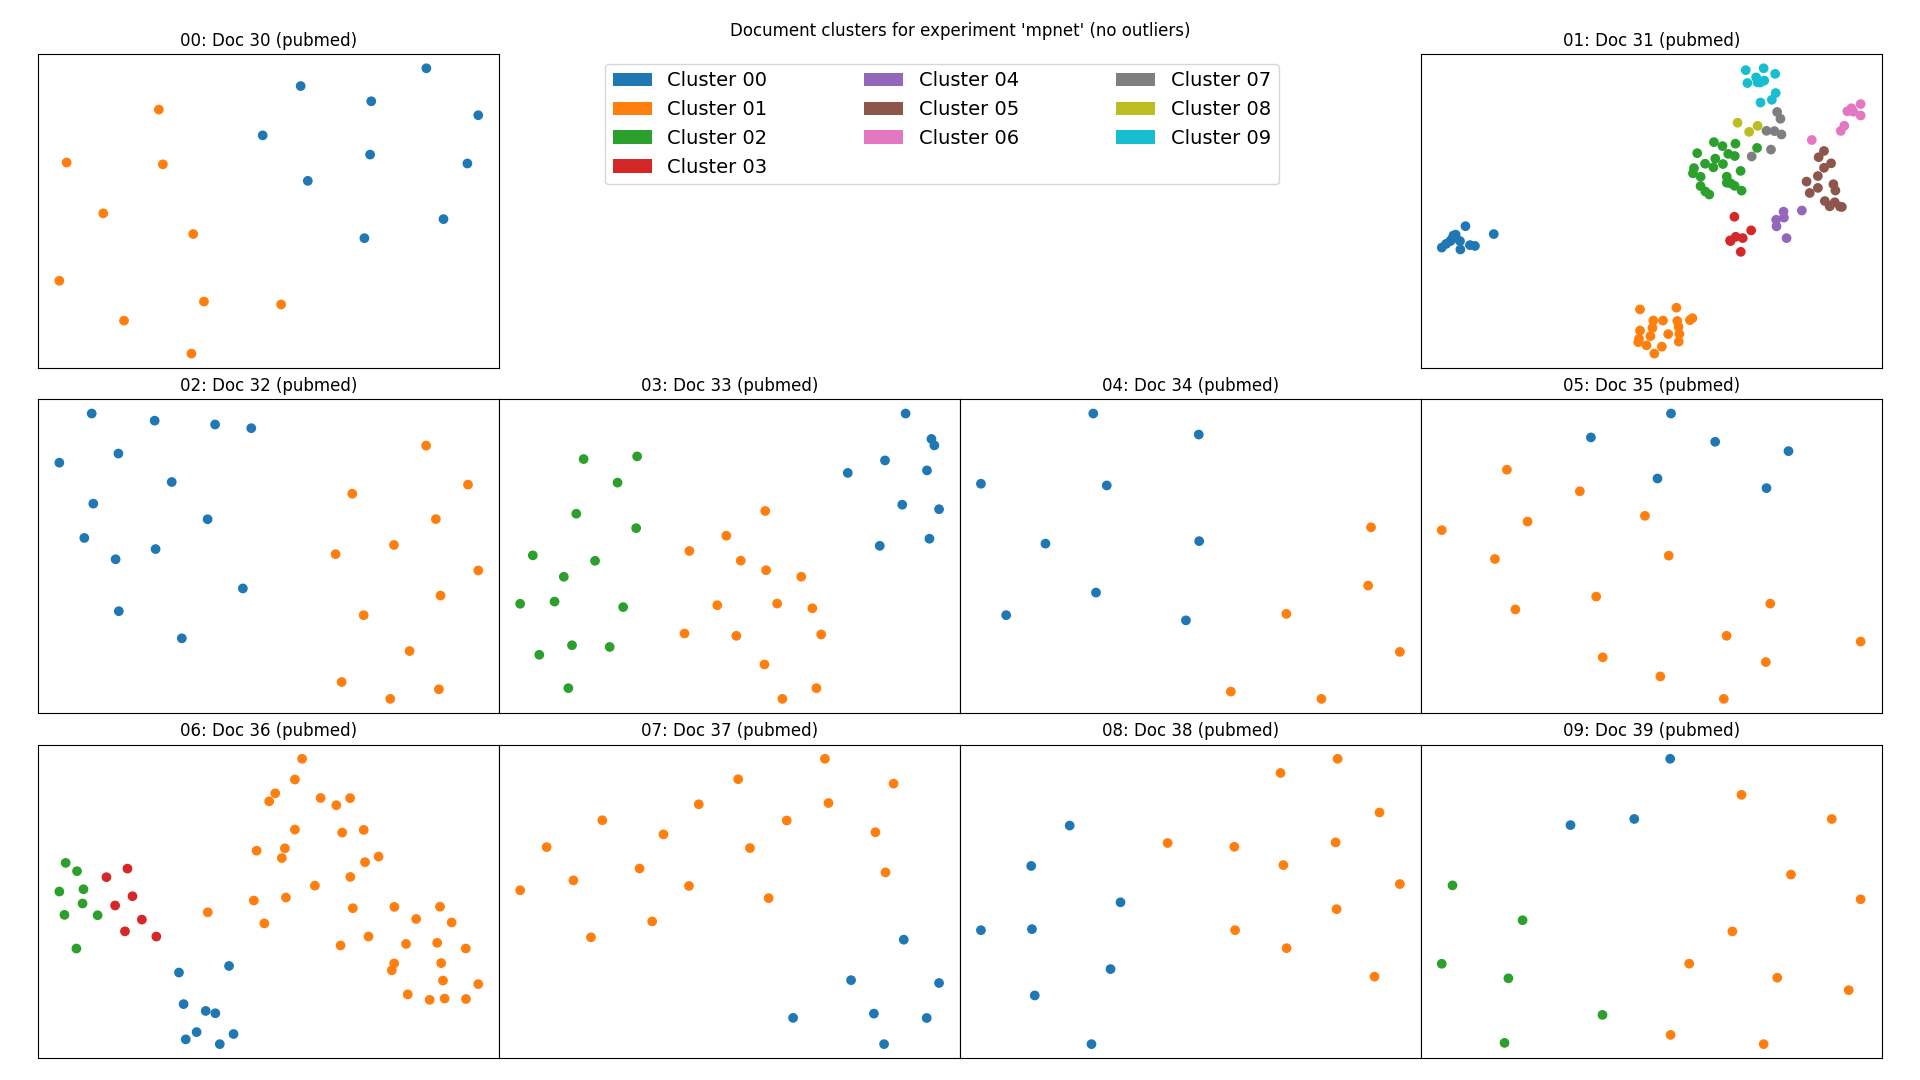 Document clusters for experiment 'mpnet' (no outliers)
00: Doc 30 (pubmed)
01: Doc 31 (pubmed)
Cluster 00
Cluster 01
Cluster 02
Cluster 03
Cluster 04
Cluster 05
Cluster 06
Cluster 07
Cluster 08
Cluster 09
02: Doc 32 (pubmed)
03: Doc 33 (pubmed)
04: Doc 34 (pubmed)
05: Doc 35 (pubmed)
06: Doc 36 (pubmed)
07: Doc 37 (pubmed)
08: Doc 38 (pubmed)
09: Doc 39 (pubmed)